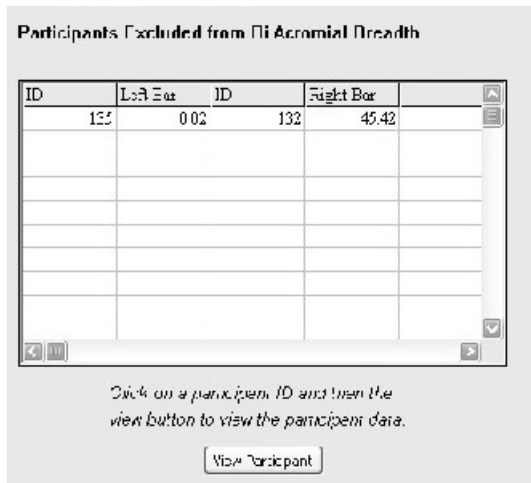 Participants Excluded from Bi Acromial Breadth
ID Left Bar ID Right Bar
135 0.02 132 45.42
Click on a participant ID and then the
view button to view the participant data.
View Participant